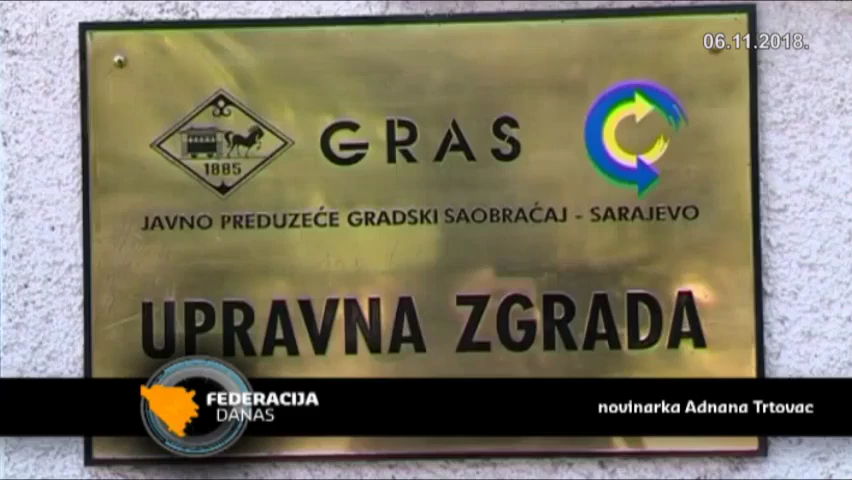 06.11.2018.
GRAS
1885
JAVNO PREDUZEĆE GRADSKI SAOBRAĆAJ - SARAJEVO
UPRAVNA ZGRADA
FEDERACIJA
DANAS
novinarka Adnana Trtovac